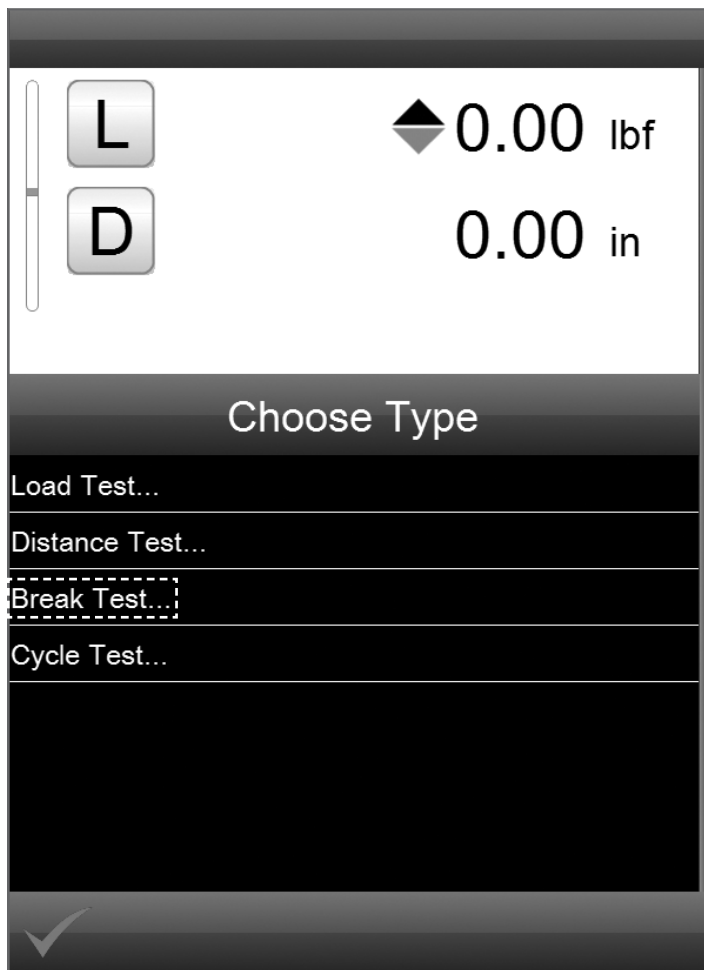 L 0.00 lbf
D 0.00 in
Choose Type
Load Test...
Distance Test...
Break Test...
Cycle Test...